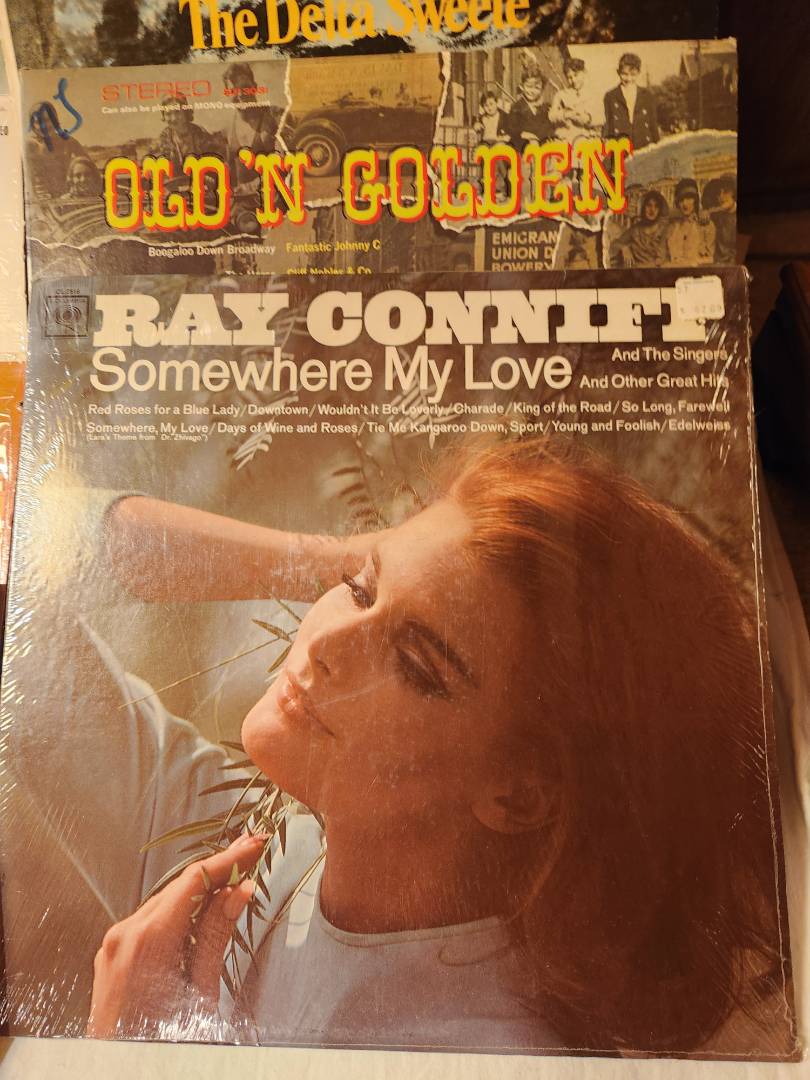 The Delta Sweete
STEREO
Can also be played on MONO equipment
NS
OLD 'N GOLDEN
EMIGRAN
UNION D
BOWERY
Boogaloo Down Broadway Fantastic Johnny C
The Horse Cliff Nobles & Co.
COLUMBIA
RAY CONNIFF
Somewhere My Love
And The Singers
And Other Great Hits
Red Roses for a Blue Lady/Downtown/Wouldn't It Be Loverly/Charade/King of the Road/So Long, Farewell
Somewhere, My Love/Days of Wine and Roses/Tie Me Kangaroo Down, Sport/Young and Foolish/Edelweiss
(Lara's Theme from "Dr. Zhivago")